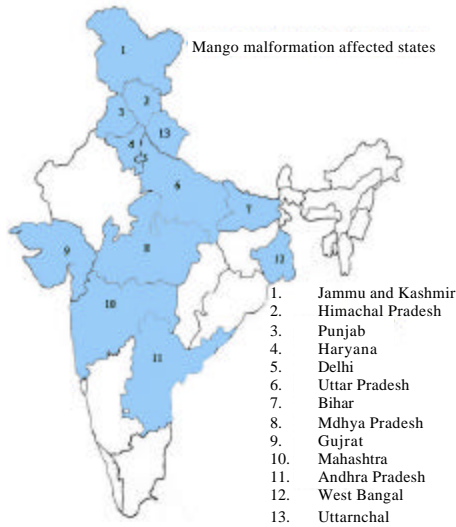 Mango malformation affected states
1
2
3
13
4
6
7
9
8
12
10
11
1. Jammu and Kashmir
2. Himachal Pradesh
3. Punjab
4. Haryana
5. Delhi
6. Uttar Pradesh
7. Bihar
8. Mdhya Pradesh
9. Gujrat
10. Mahashtra
11. Andhra Pradesh
12. West Bangal
13. Uttarnchal